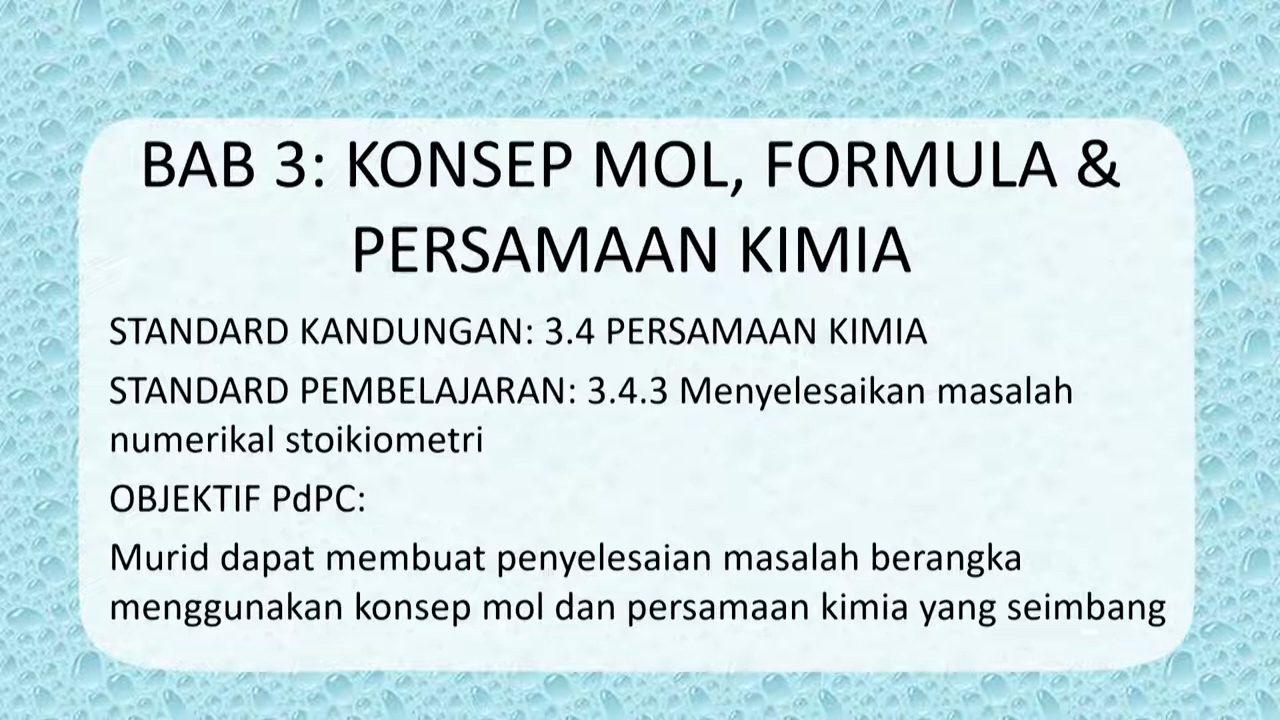 BAB 3: KONSEP MOL, FORMULA &
PERSAMAAN KIMIA
STANDARD KANDUNGAN: 3.4 PERSAMAAN KIMIA
STANDARD PEMBELAJARAN: 3.4.3 Menyelesaikan masalah
numerikal stoikiometri
OBJEKTIF PdPC:
Murid dapat membuat penyelesaian masalah berangka
menggunakan konsep mol dan persamaan kimia yang seimbang